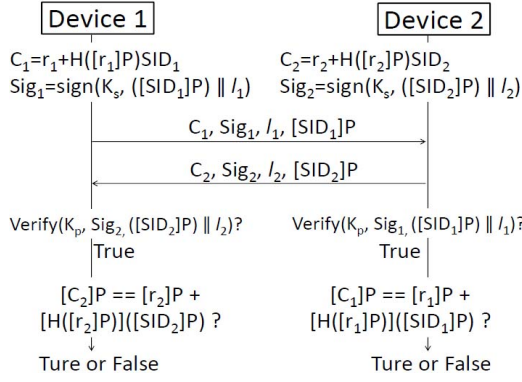 Device 1
Device 2
C₁=r₁+H([r₁]P)SID₁
Sig₁=sign(Kₛ, ([SID₁]P) ‖ l₁)
C₂=r₂+H([r₂]P)SID₂
Sig₂=sign(Kₛ, ([SID₂]P) ‖ l₂)
C₁, Sig₁, l₁, [SID₁]P
C₂, Sig₂, l₂, [SID₂]P
Verify(Kₚ, Sig₂, ([SID₂]P) ‖ l₂)?
True
Verify(Kₚ, Sig₁, ([SID₁]P) ‖ l₁)?
True
[C₂]P == [r₂]P +
[H([r₂]P)]([SID₂]P) ?
[C₁]P == [r₁]P +
[H([r₁]P)]([SID₁]P) ?
Ture or False
Ture or False